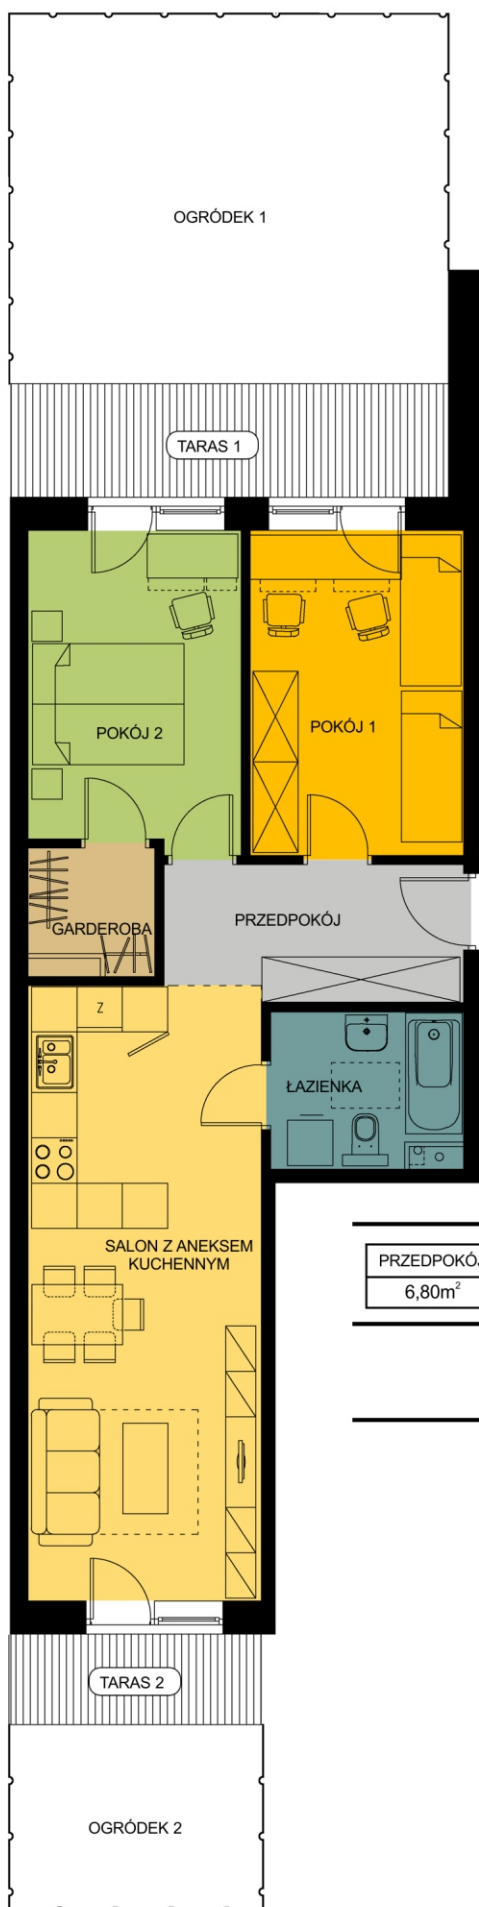 OGRÓDEK 1
TARAS 1
POKÓJ 2
POKÓJ 1
GARDEROBA
PRZEDPOKÓJ
Z
ŁAZIENKA
SALON Z ANEKSEM
KUCHENNYM
PRZEDPOKÓJ
6,80m²
TARAS 2
OGRÓDEK 2